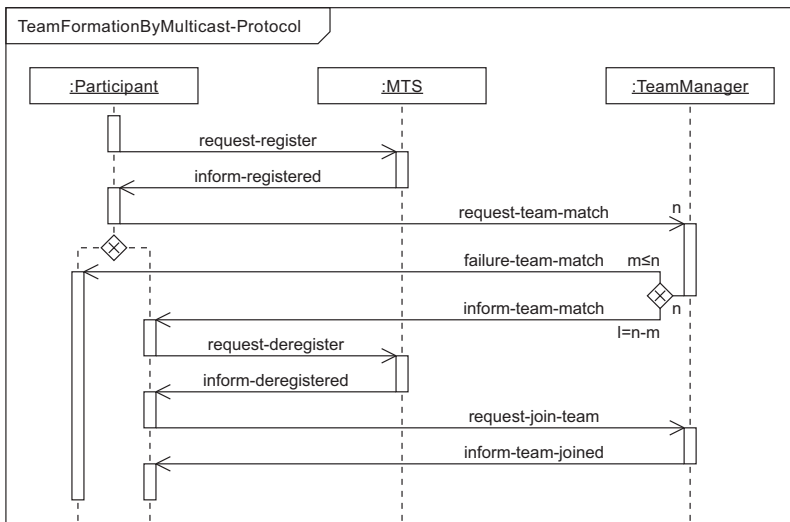 TeamFormationByMulticast-Protocol
:Participant
:MTS
:TeamManager
request-register
inform-registered
request-team-match n
failure-team-match m≤n
inform-team-match n
l=n-m
request-deregister
inform-deregistered
request-join-team
inform-team-joined